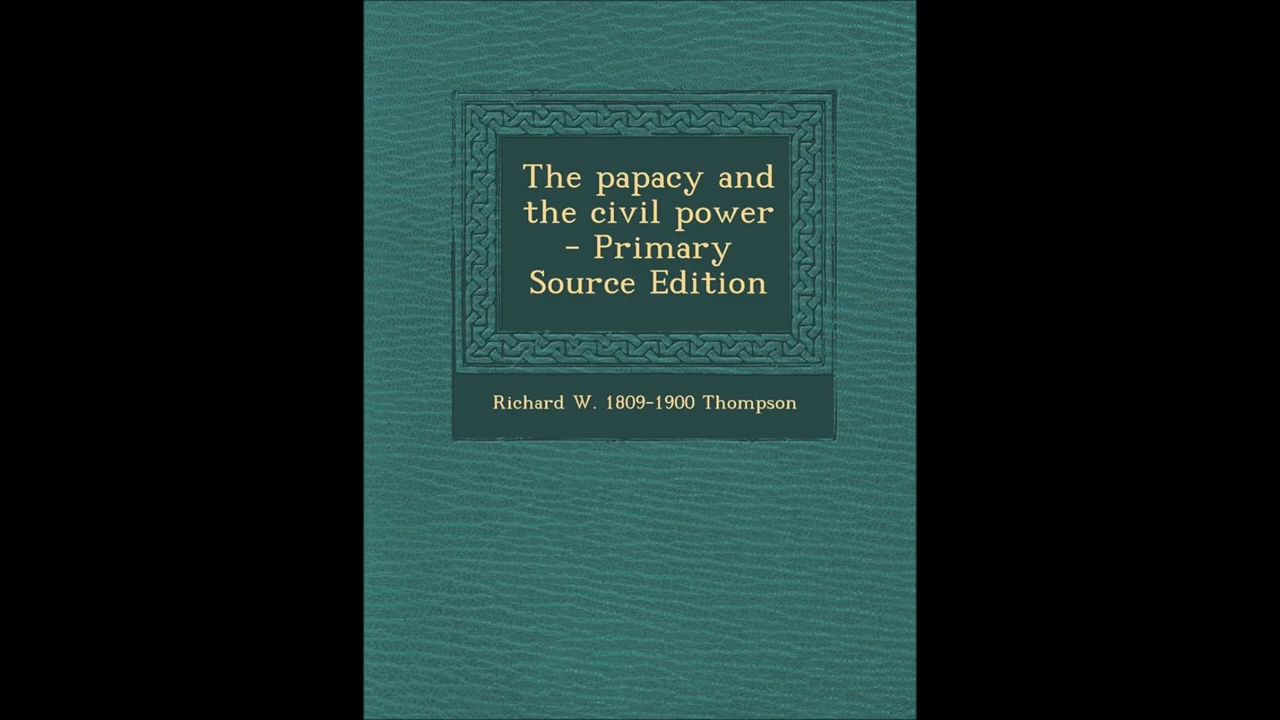 The papacy and
the civil power
- Primary
Source Edition
Richard W. 1809-1900 Thompson